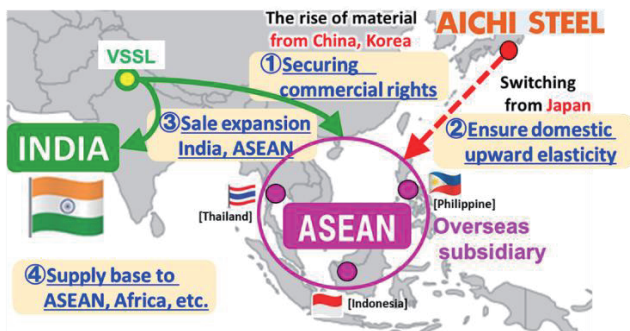 The rise of material
from China, Korea
AICHI STEEL
VSSL
①Securing
commercial rights
Switching
from Japan
③Sale expansion
India, ASEAN
②Ensure domestic
upward elasticity
INDIA
[Thailand]
[Philippine]
ASEAN
Overseas
subsidiary
④Supply base to
ASEAN, Africa, etc.
[Indonesia]